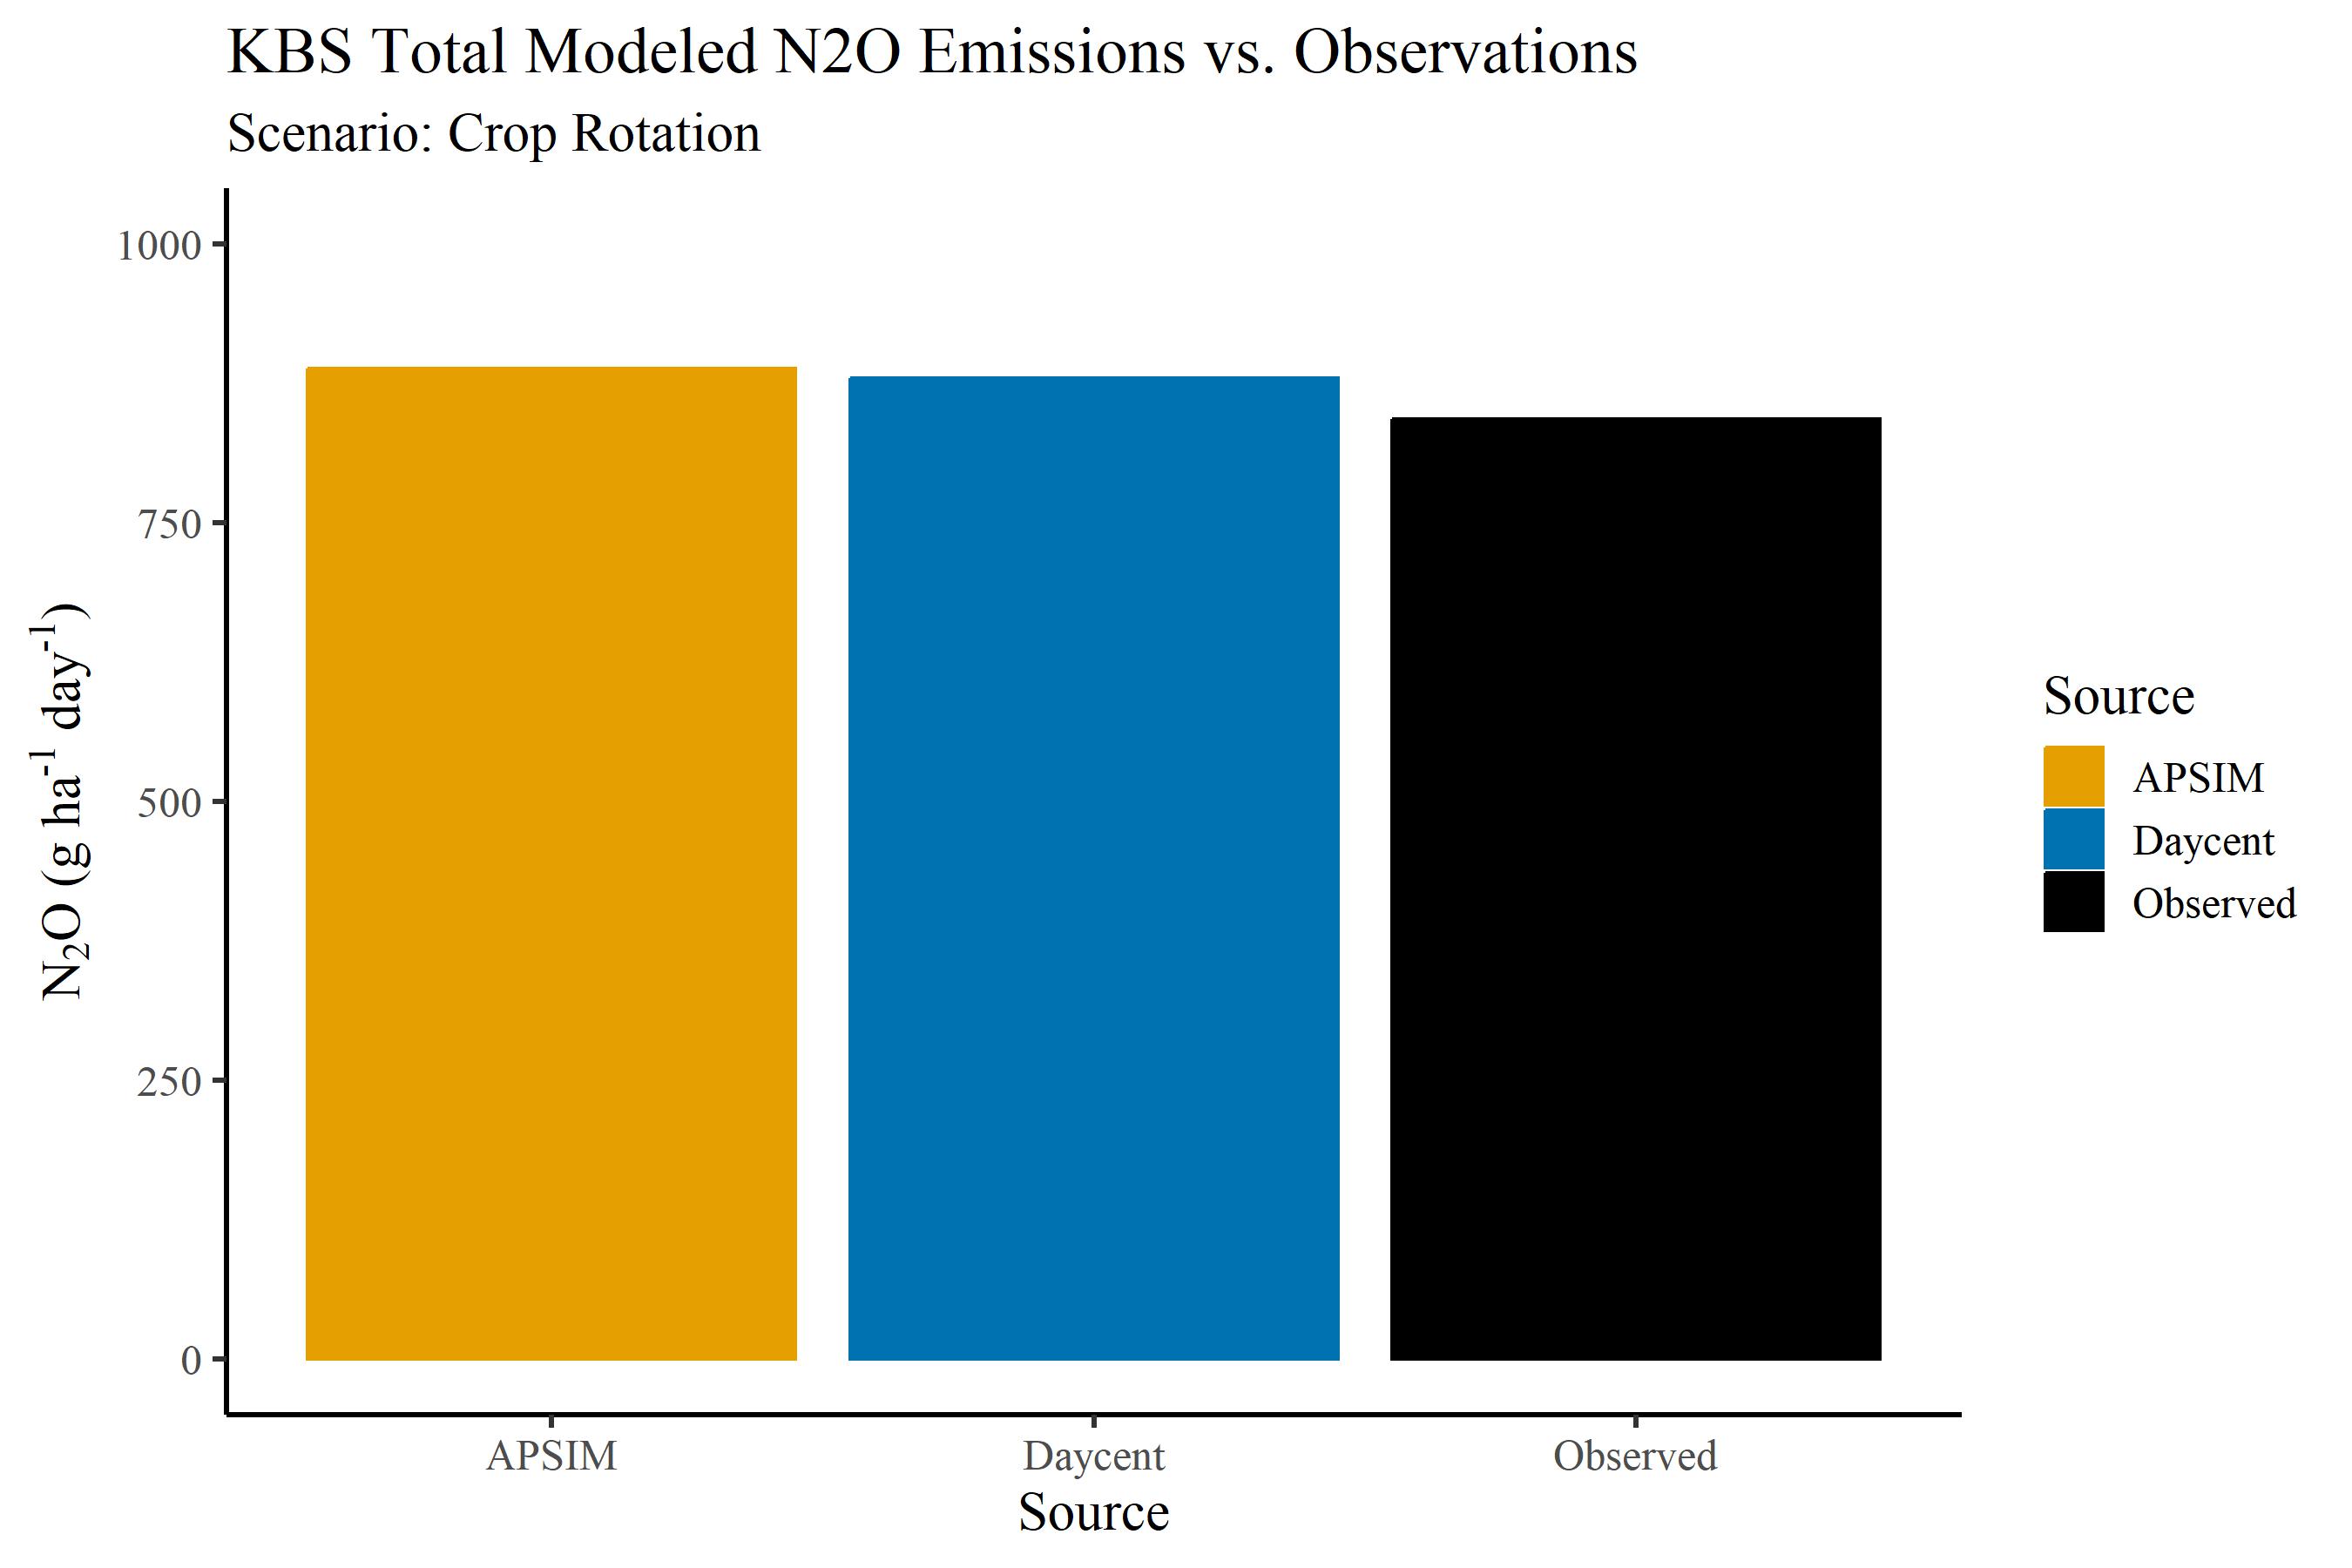 KBS Total Modeled N2O Emissions vs. Observations
Scenario: Crop Rotation
1000
750
500
250
0
N₂O (g ha⁻¹ day⁻¹)
APSIM
Daycent
Observed
Source
Source
APSIM
Daycent
Observed